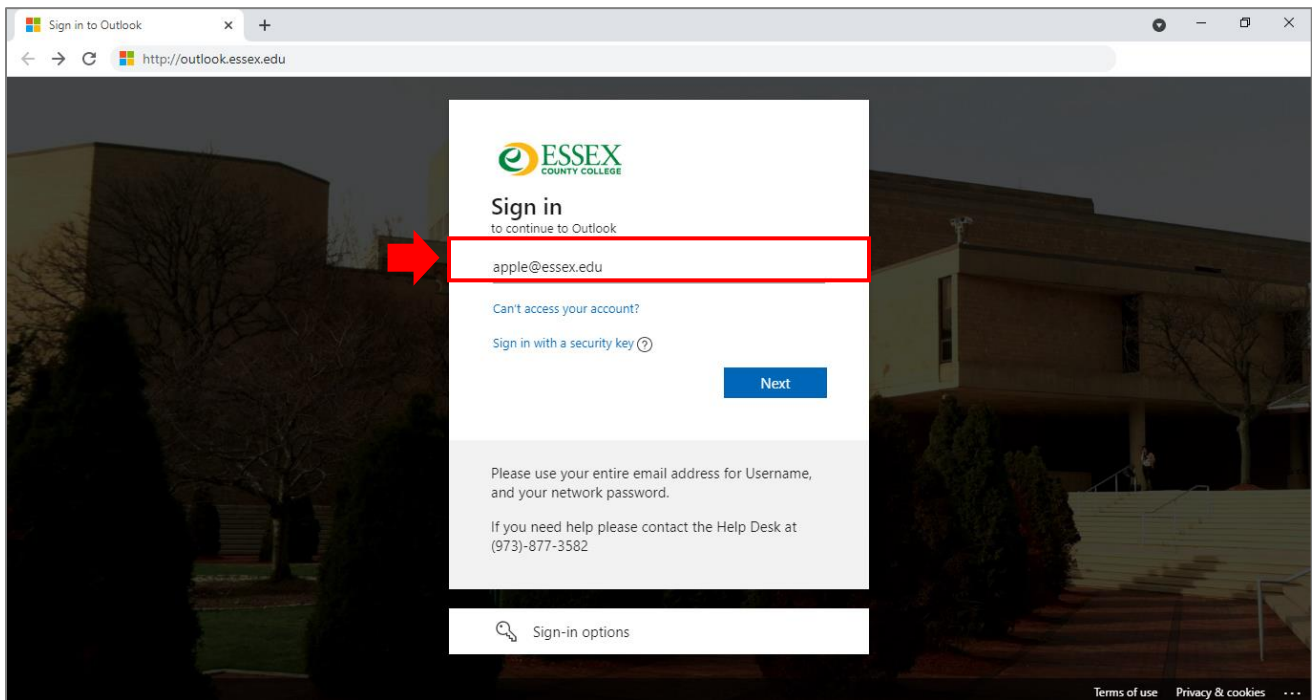 Sign in to Outlook
http://outlook.essex.edu
ESSEX
COUNTY COLLEGE
Sign in
to continue to Outlook
apple@essex.edu
Can't access your account?
Sign in with a security key
Next
Please use your entire email address for Username,
and your network password.
If you need help please contact the Help Desk at
(973)-877-3582
Sign-in options
Terms of use Privacy & cookies ...